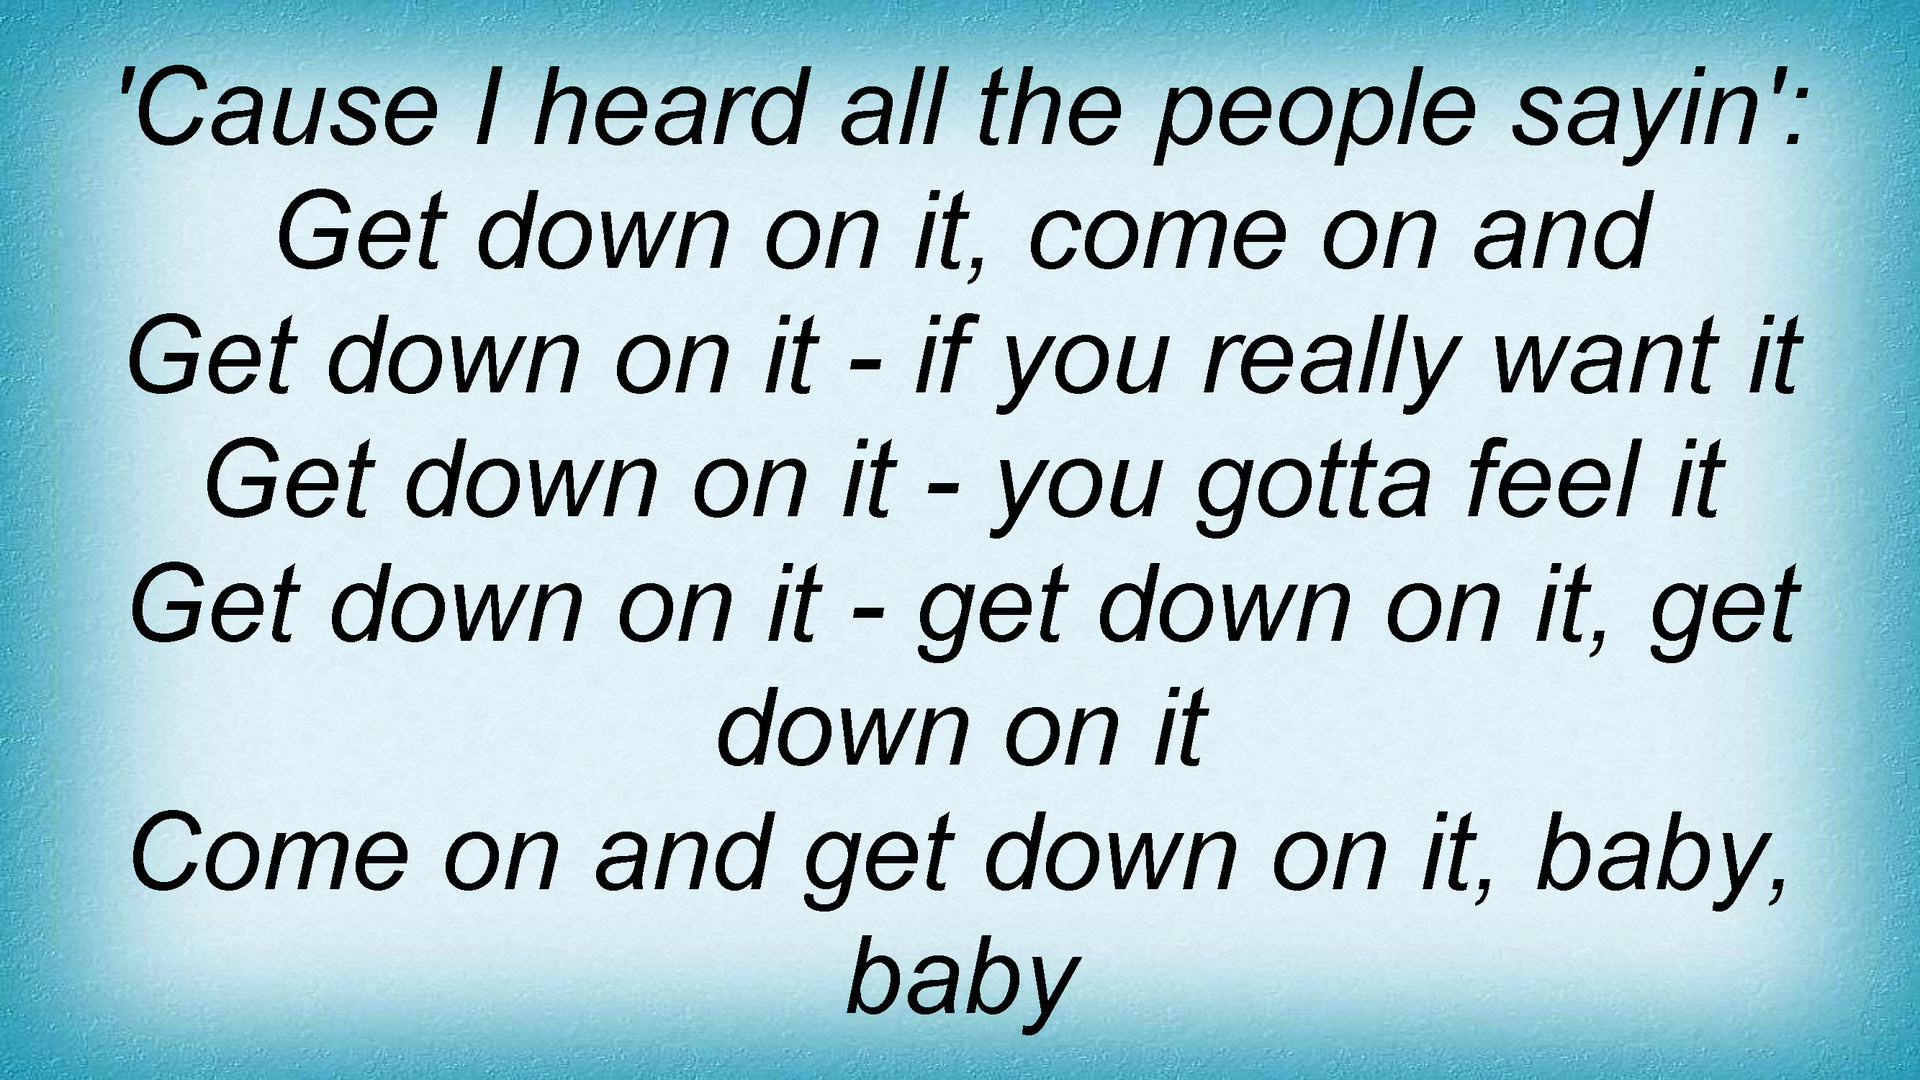 'Cause I heard all the people sayin':
Get down on it, come on and
Get down on it - if you really want it
Get down on it - you gotta feel it
Get down on it - get down on it, get
down on it
Come on and get down on it, baby,
baby